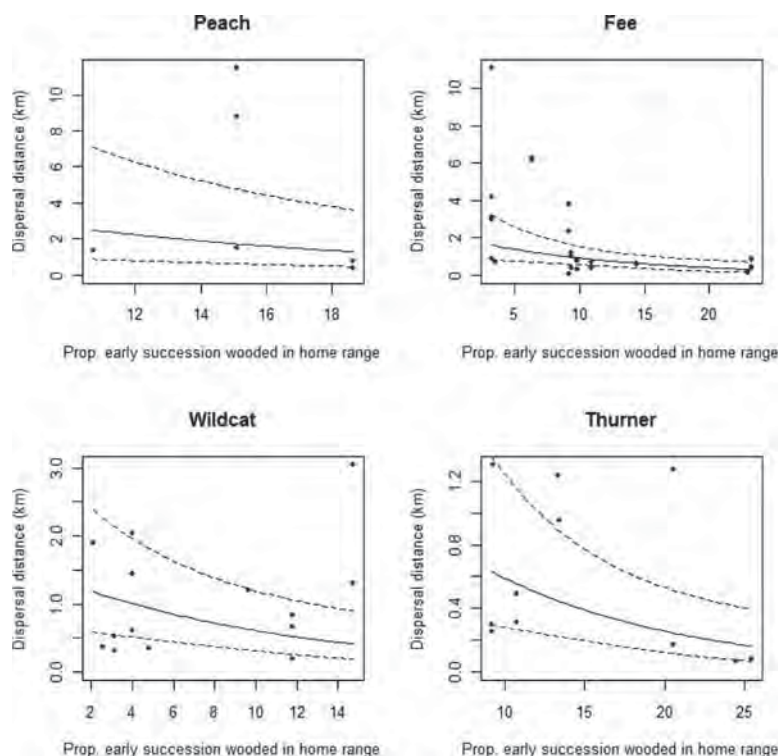 Peach
Dispersal distance (km)
0 2 4 6 8 10
12 14 16 18
Prop. early succession wooded in home range
Fee
Dispersal distance (km)
0 2 4 6 8 10
5 10 15 20
Prop. early succession wooded in home range
Wildcat
Dispersal distance (km)
0.0 1.0 2.0 3.0
2 4 6 8 10 12 14
Prop. early succession wooded in home range
Thurner
Dispersal distance (km)
0.0 0.4 0.8 1.2
10 15 20 25
Prop. early succession wooded in home range